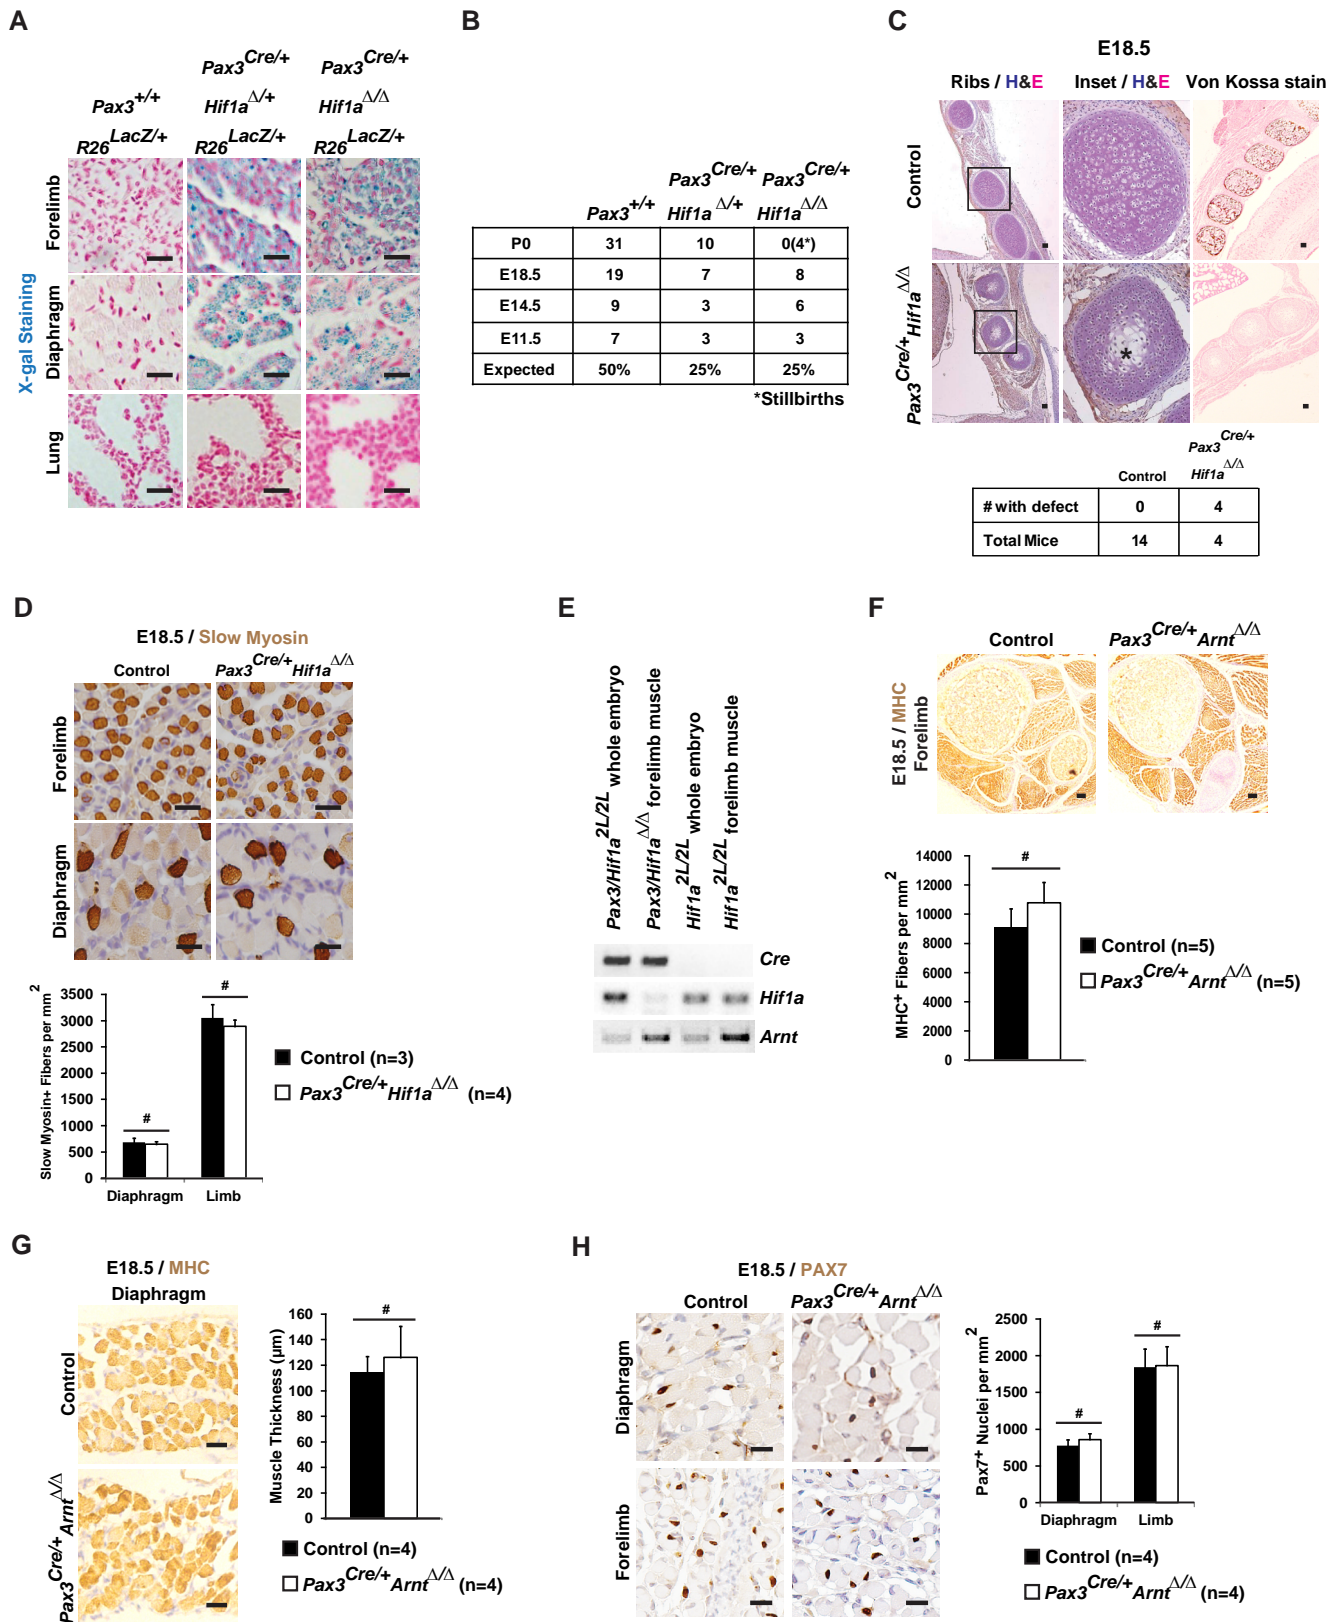 A
Pax3+/+
R26LacZ/+
Pax3Cre/+
Hif1aΔ/+
R26LacZ/+
Pax3Cre/+
Hif1aΔ/Δ
R26LacZ/+
X-gal Staining
Forelimb
Diaphragm
Lung
B
Pax3+/+
Pax3Cre/+
Hif1aΔ/+
Pax3Cre/+
Hif1aΔ/Δ
P0 31 10 0(4*)
E18.5 19 7 8
E14.5 9 3 6
E11.5 7 3 3
Expected 50% 25% 25%
*Stillbirths
C
E18.5
Ribs / H&E Inset / H&E Von Kossa stain
Control
Pax3Cre/+Hif1aΔ/Δ
*
Control
Pax3Cre/+
Hif1aΔ/Δ
# with defect 0 4
Total Mice 14 4
D
E18.5 / Slow Myosin
Control Pax3Cre/+Hif1aΔ/Δ
Forelimb
Diaphragm
Slow Myosin+ Fibers per mm2
3500
3000
2500
2000
1500
1000
500
0
#
#
Diaphragm Limb
Control (n=3)
Pax3Cre/+Hif1aΔ/Δ (n=4)
E
Pax3/Hif1a2L/2L whole embryo
Pax3/Hif1aΔ/Δ forelimb muscle
Hif1a2L/2L whole embryo
Hif1a2L/2L forelimb muscle
Cre
Hif1a
Arnt
F
Control Pax3Cre/+ArntΔ/Δ
E18.5 / MHC
Forelimb
MHC+ Fibers per mm2
14000
12000
10000
8000
6000
4000
2000
0
#
Control (n=5)
Pax3Cre/+ArntΔ/Δ (n=5)
G
E18.5 / MHC
Diaphragm
Control
Pax3Cre/+ArntΔ/Δ
Muscle Thickness (µm)
160
140
120
100
80
60
40
20
0
#
Control (n=4)
Pax3Cre/+ArntΔ/Δ (n=4)
H
E18.5 / PAX7
Control Pax3Cre/+ArntΔ/Δ
Diaphragm
Forelimb
Pax7+ Nuclei per mm2
2500
2000
1500
1000
500
0
#
#
Diaphragm Limb
Control (n=4)
Pax3Cre/+ArntΔ/Δ (n=4)